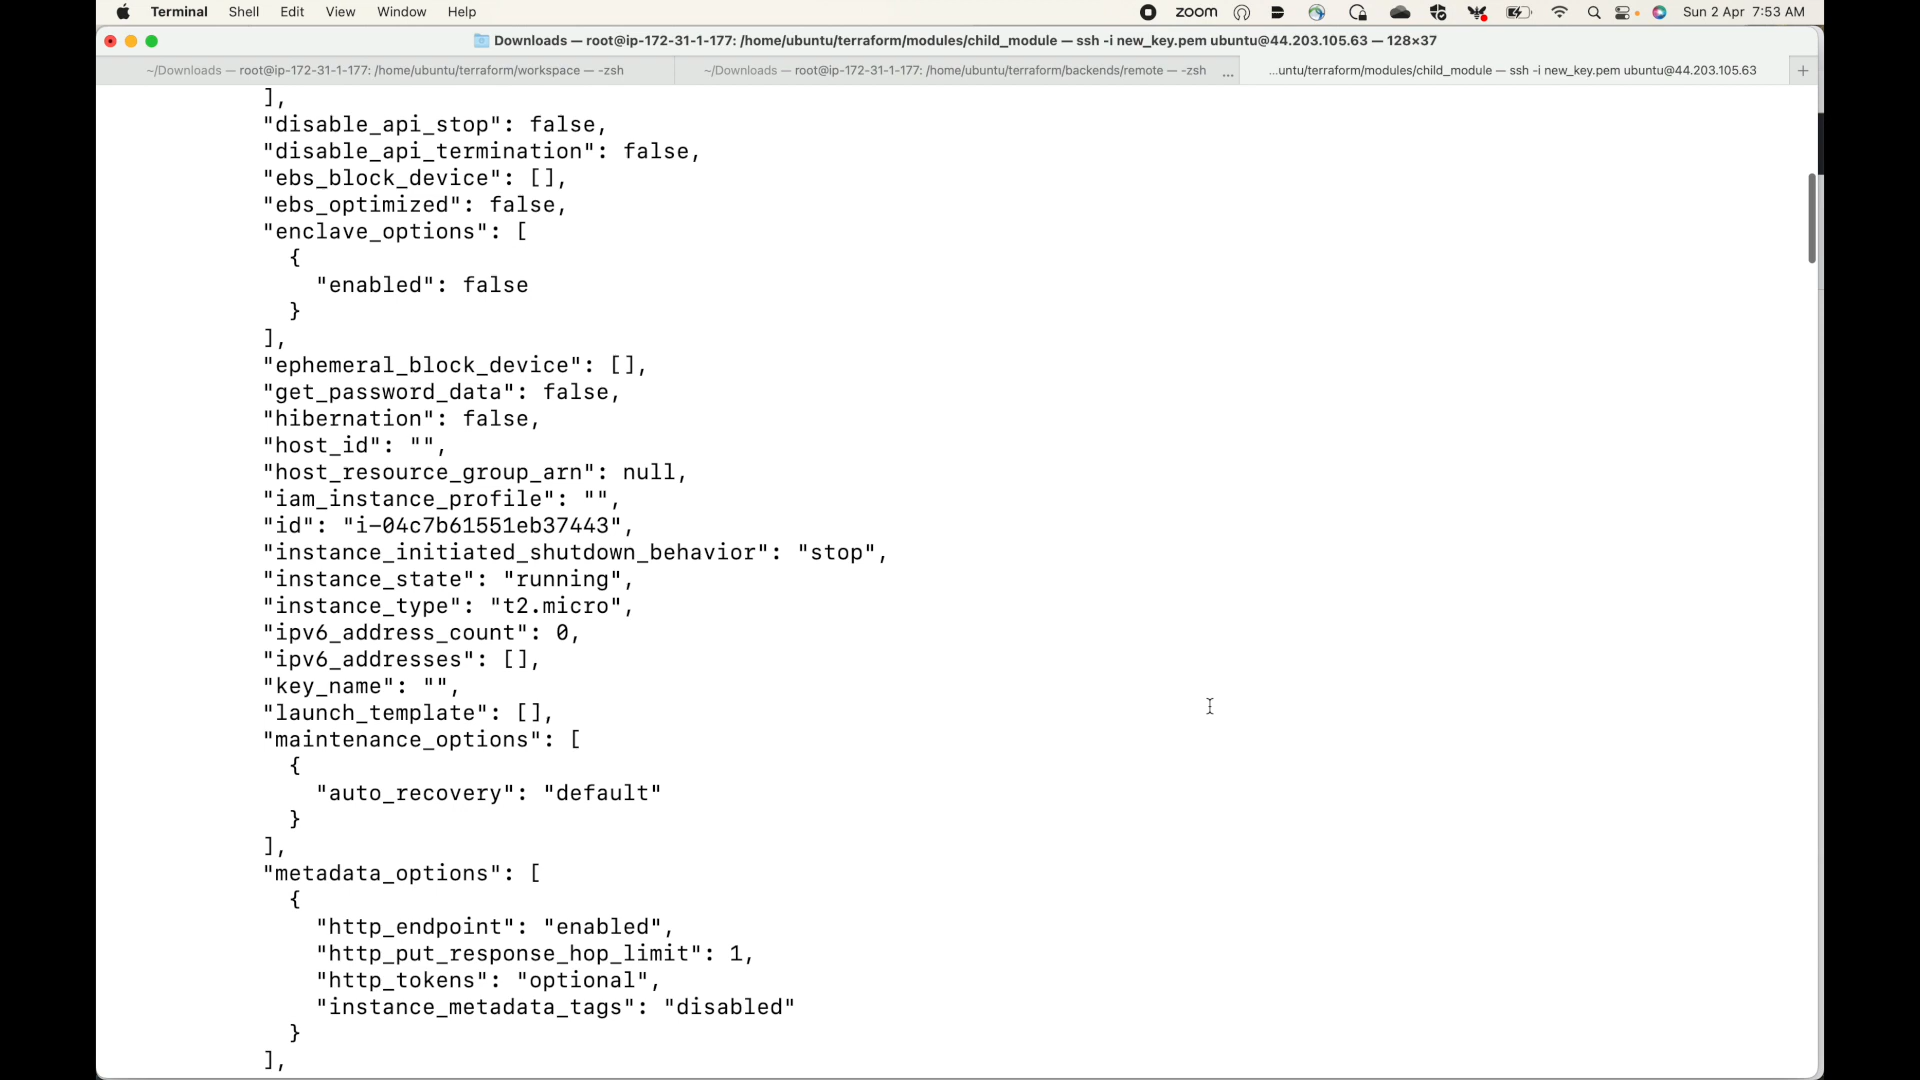 Terminal Shell Edit View Window Help zoom Sun 2 Apr 7:53 AM
Downloads — root@ip-172-31-1-177: /home/ubuntu/terraform/modules/child_module — ssh -i new_key.pem ubuntu@44.203.105.63 — 128×37
~/Downloads — root@ip-172-31-1-177: /home/ubuntu/terraform/workspace — -zsh ~/Downloads — root@ip-172-31-1-177: /home/ubuntu/terraform/backends/remote — -zsh ... ...untu/terraform/modules/child_module — ssh -i new_key.pem ubuntu@44.203.105.63 +
],
"disable_api_stop": false,
"disable_api_termination": false,
"ebs_block_device": [],
"ebs_optimized": false,
"enclave_options": [
{
"enabled": false
}
],
"ephemeral_block_device": [],
"get_password_data": false,
"hibernation": false,
"host_id": "",
"host_resource_group_arn": null,
"iam_instance_profile": "",
"id": "i-04c7b61551eb37443",
"instance_initiated_shutdown_behavior": "stop",
"instance_state": "running",
"instance_type": "t2.micro",
"ipv6_address_count": 0,
"ipv6_addresses": [],
"key_name": "",
"launch_template": [],
"maintenance_options": [
{
"auto_recovery": "default"
}
],
"metadata_options": [
{
"http_endpoint": "enabled",
"http_put_response_hop_limit": 1,
"http_tokens": "optional",
"instance_metadata_tags": "disabled"
}
],